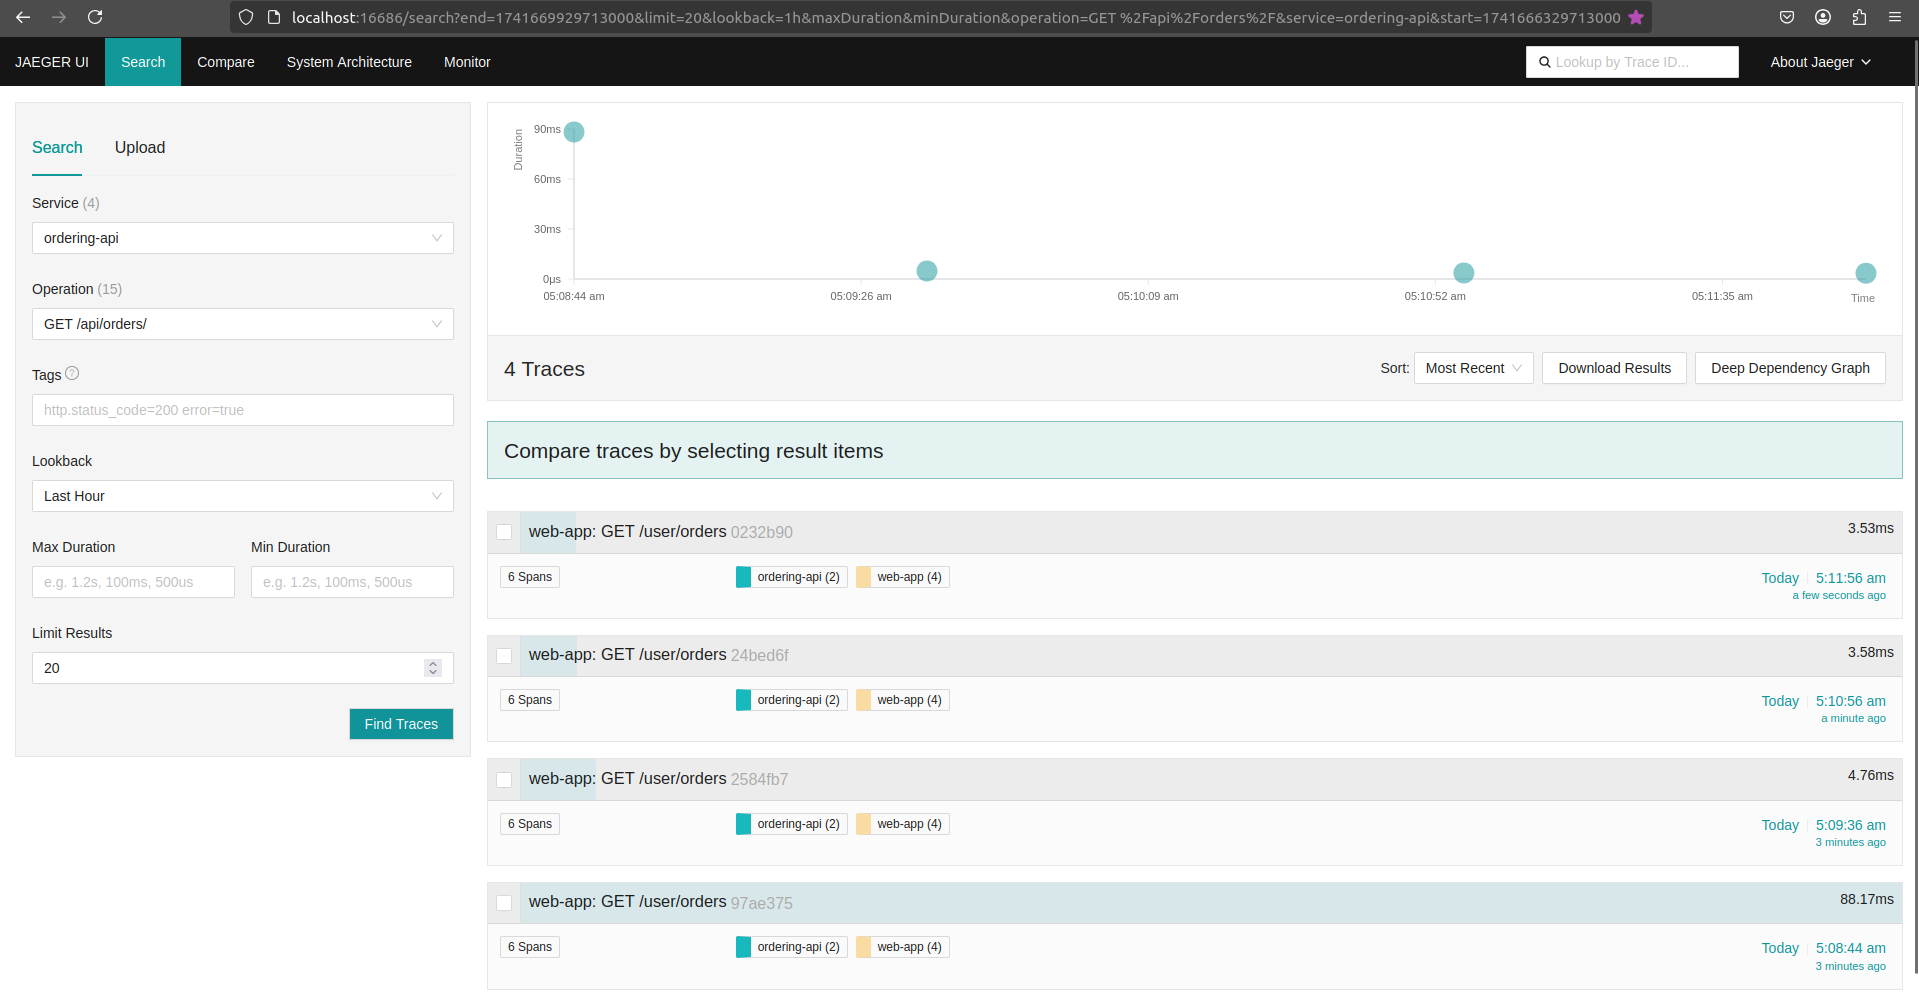 localhost:16686/search?end=1741669929713000&limit=20&lookback=1h&maxDuration&minDuration&operation=GET %2Fapi%2Forders%2F&service=ordering-api&start=1741666329713000
JAEGER UI
Search
Compare
System Architecture
Monitor
Lookup by Trace ID...
About Jaeger
Search
Upload
Service (4)
ordering-api
Operation (15)
GET /api/orders/
Tags ?
http.status_code=200 error=true
Lookback
Last Hour
Max Duration
Min Duration
e.g. 1.2s, 100ms, 500us
e.g. 1.2s, 100ms, 500us
Limit Results
20
Find Traces
Duration
90ms
60ms
30ms
0μs
05:08:44 am
05:09:26 am
05:10:09 am
05:10:52 am
05:11:35 am
Time
4 Traces
Sort:
Most Recent
Download Results
Deep Dependency Graph
Compare traces by selecting result items
web-app: GET /user/orders 0232b90
3.53ms
6 Spans
ordering-api (2)
web-app (4)
Today
5:11:56 am
a few seconds ago
web-app: GET /user/orders 24bed6f
3.58ms
6 Spans
ordering-api (2)
web-app (4)
Today
5:10:56 am
a minute ago
web-app: GET /user/orders 2584fb7
4.76ms
6 Spans
ordering-api (2)
web-app (4)
Today
5:09:36 am
3 minutes ago
web-app: GET /user/orders 97ae375
88.17ms
6 Spans
ordering-api (2)
web-app (4)
Today
5:08:44 am
3 minutes ago